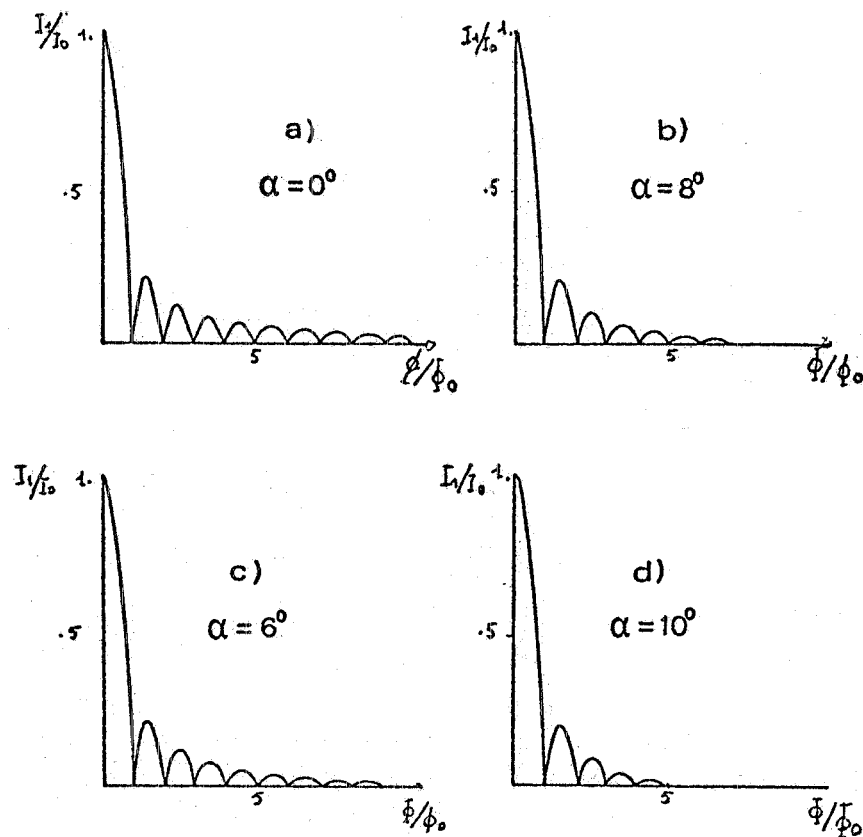 I₁/I₀ 1.
a)
α = 0°
.5
5
Φ/Φ₀
I₁/I₀ 1.
b)
α = 8°
.5
5
Φ/Φ₀
I₁/I₀ 1.
c)
α = 6°
.5
5
Φ/Φ₀
I₁/I₀ 1.
d)
α = 10°
.5
5
Φ/Φ₀